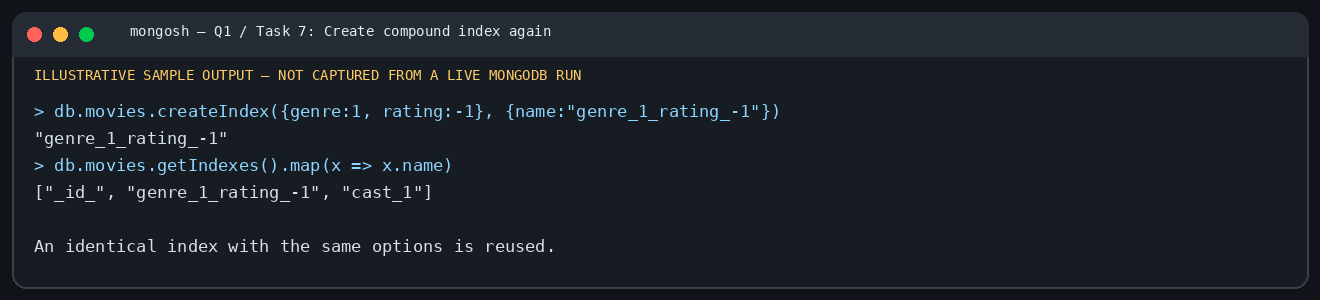 mongosh — Q1 / Task 7: Create compound index again
ILLUSTRATIVE SAMPLE OUTPUT — NOT CAPTURED FROM A LIVE MONGODB RUN
> db.movies.createIndex({genre:1, rating:-1}, {name:"genre_1_rating_-1"})
"genre_1_rating_-1"
> db.movies.getIndexes().map(x => x.name)
["_id_", "genre_1_rating_-1", "cast_1"]
An identical index with the same options is reused.